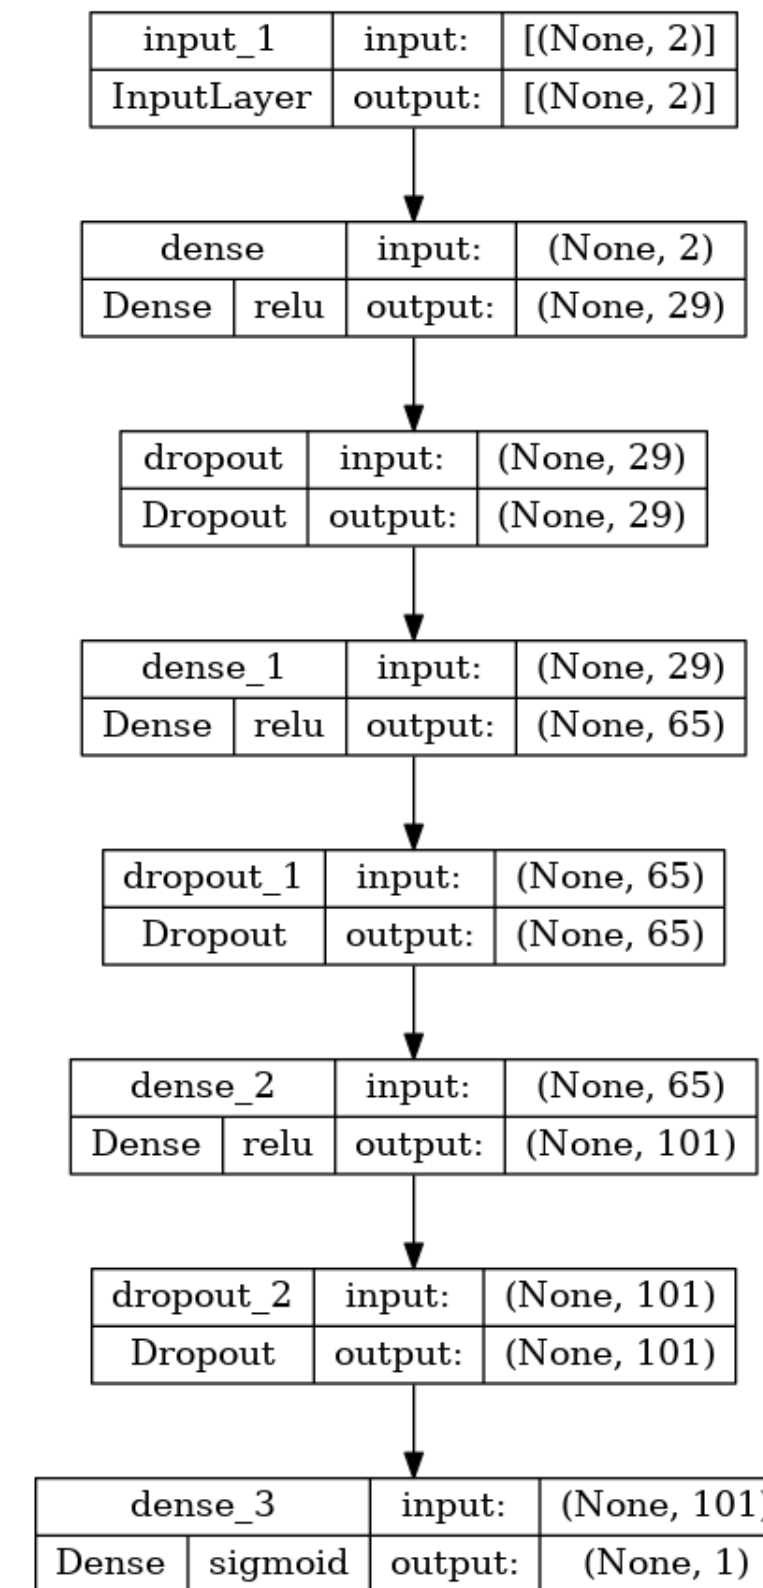 input_1 input: [(None, 2)]
InputLayer output: [(None, 2)]
dense input: (None, 2)
Dense relu output: (None, 29)
dropout input: (None, 29)
Dropout output: (None, 29)
dense_1 input: (None, 29)
Dense relu output: (None, 65)
dropout_1 input: (None, 65)
Dropout output: (None, 65)
dense_2 input: (None, 65)
Dense relu output: (None, 101)
dropout_2 input: (None, 101)
Dropout output: (None, 101)
dense_3 input: (None, 101)
Dense sigmoid output: (None, 1)